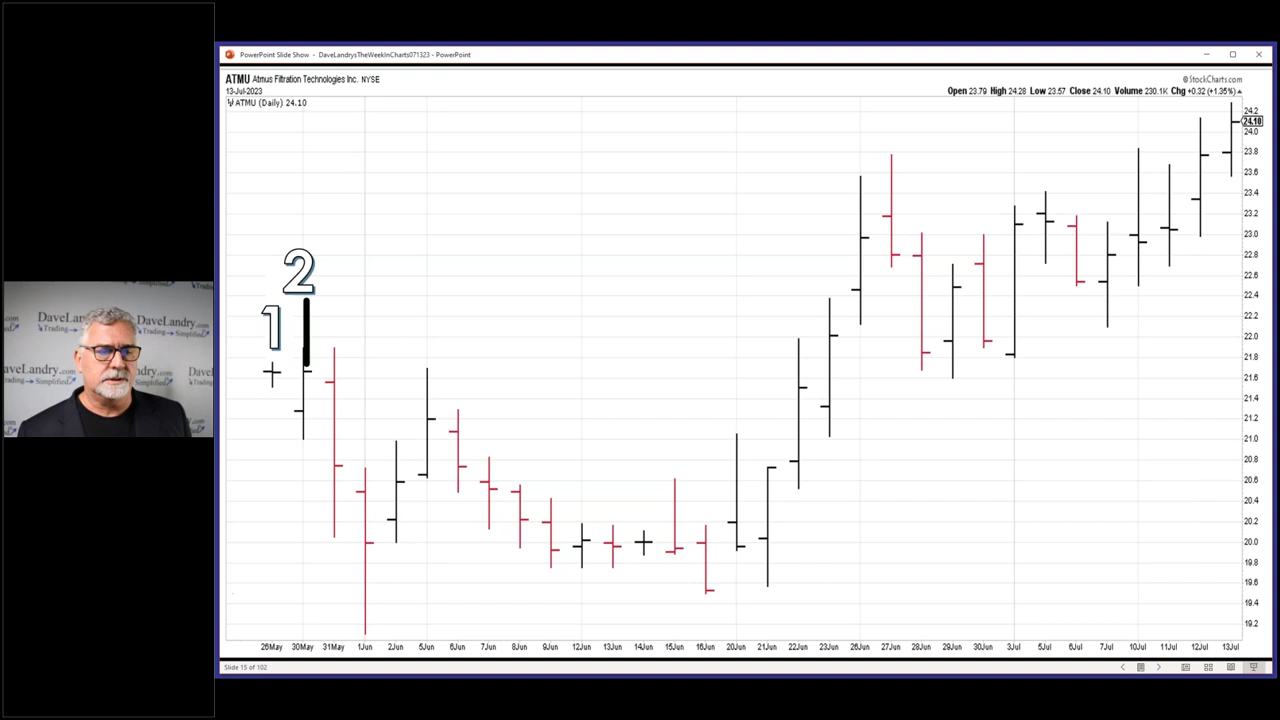 PowerPoint Slide Show - DaveLandrysTheWeekInCharts071323 - PowerPoint
ATMU Atmus Filtration Technologies Inc. NYSE
© StockCharts.com
13-Jul-2023
Open 23.79 High 24.28 Low 23.57 Close 24.10 Volume 230.1K Chg +0.32 (+1.35%)
ATMU (Daily) 24.10
24.2
24.10
24.0
23.8
23.6
23.4
23.2
23.0
22.8
22.6
22.4
22.2
22.0
21.8
21.6
21.4
21.2
21.0
20.8
20.6
20.4
20.2
20.0
19.8
19.6
19.4
19.2
2
1
26May 30May 31May 1Jun 2Jun 5Jun 6Jun 7Jun 8Jun 9Jun 12Jun 13Jun 14Jun 15Jun 16Jun 20Jun 21Jun 22Jun 23Jun 26Jun 27Jun 28Jun 29Jun 30Jun 3Jul 5Jul 6Jul 7Jul 10Jul 11Jul 12Jul 13Jul
Slide 15 of 102
DaveLandry.com
Trading Simplified